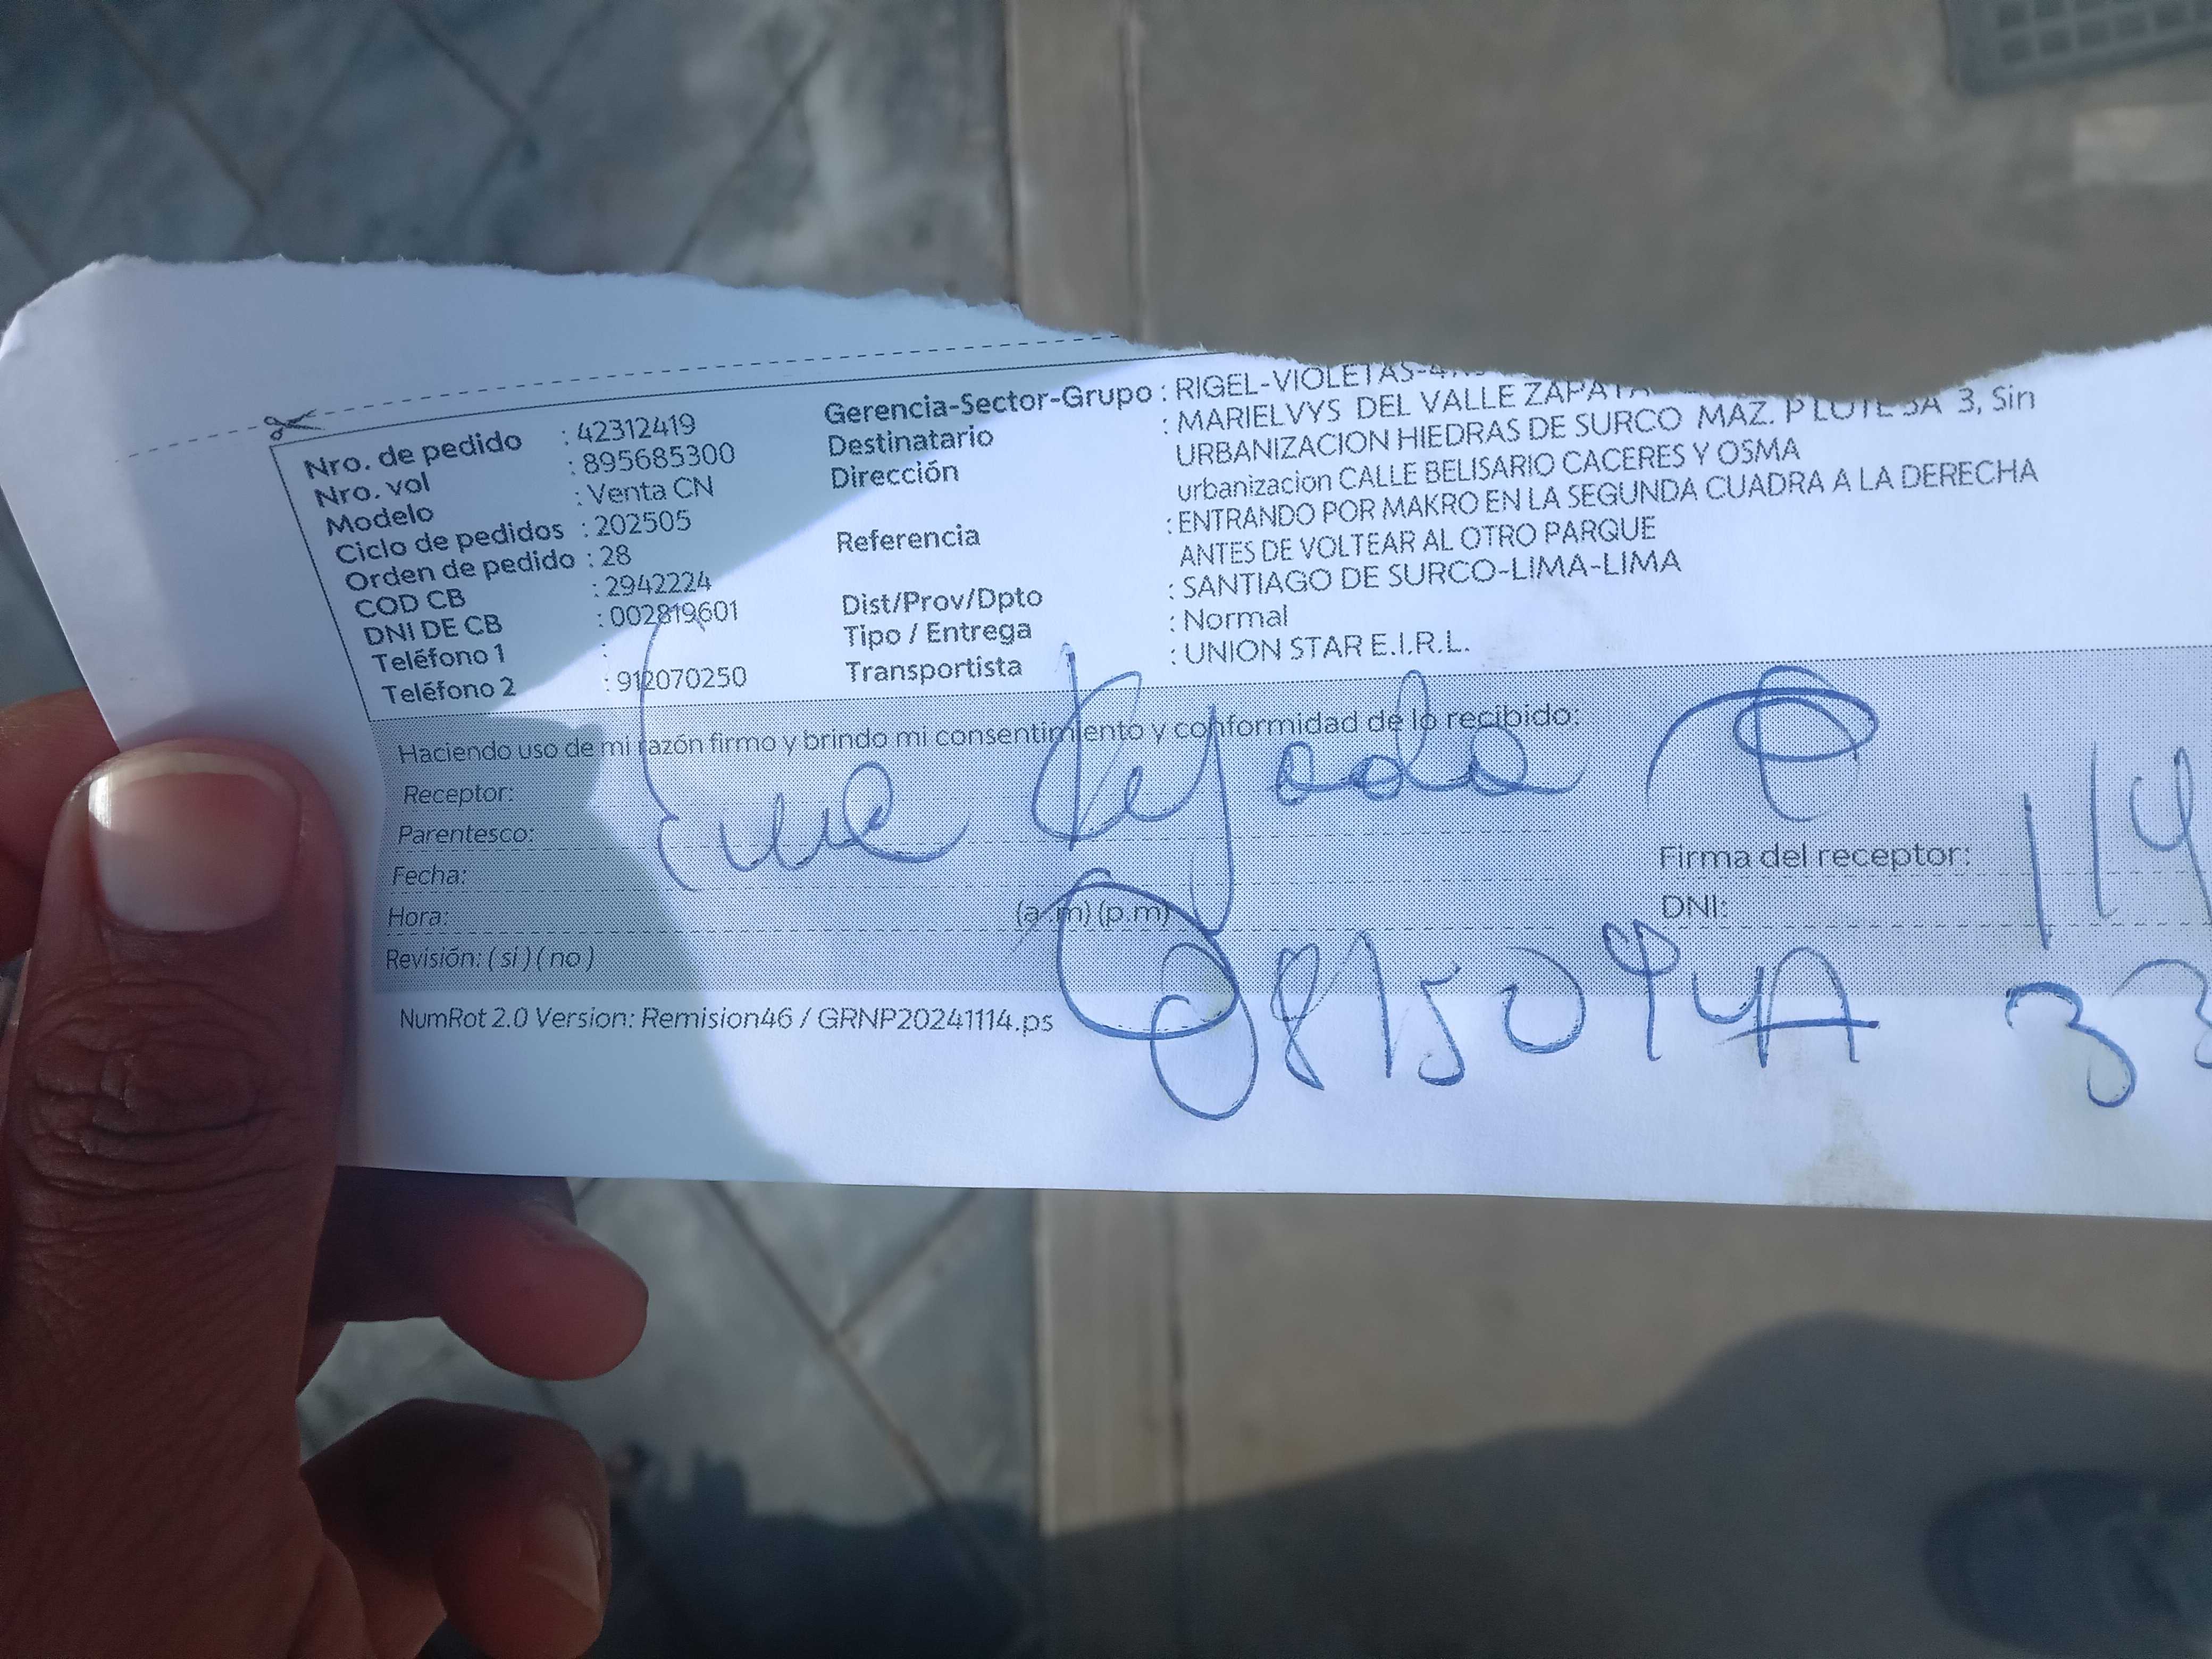 Nro. de pedido : 42312419
Nro. vol : 895685300
Modelo : Venta CN
Ciclo de pedidos : 202505
Orden de pedido : 28
COD CB : 2942224
DNI DE CB : 002819601
Teléfono 1 :
Teléfono 2 : 912070250
Gerencia-Sector-Grupo : RIGEL-VIOLETAS-
Destinatario : MARIELVYS DEL VALLE ZAPATA
Dirección URBANIZACION HIEDRAS DE SURCO MAZ. P LOTE 3, Sin
urbanizacion CALLE BELISARIO CACERES Y OSMA
Referencia : ENTRANDO POR MAKRO EN LA SEGUNDA CUADRA A LA DERECHA
ANTES DE VOLTEAR AL OTRO PARQUE
Dist/Prov/Dpto : SANTIAGO DE SURCO-LIMA-LIMA
Tipo / Entrega : Normal
Transportista : UNION STAR E.I.R.L.
Haciendo uso de mi razón firmo y brindo mi consentimiento y conformidad de lo recibido:
Receptor:
Parentesco:
Fecha:
Hora: (a.m) (p.m)
Revisión: ( si ) ( no )
Firma del receptor:
DNI:
114
33
NumRot 2.0 Version: Remision46 / GRNP20241114.ps